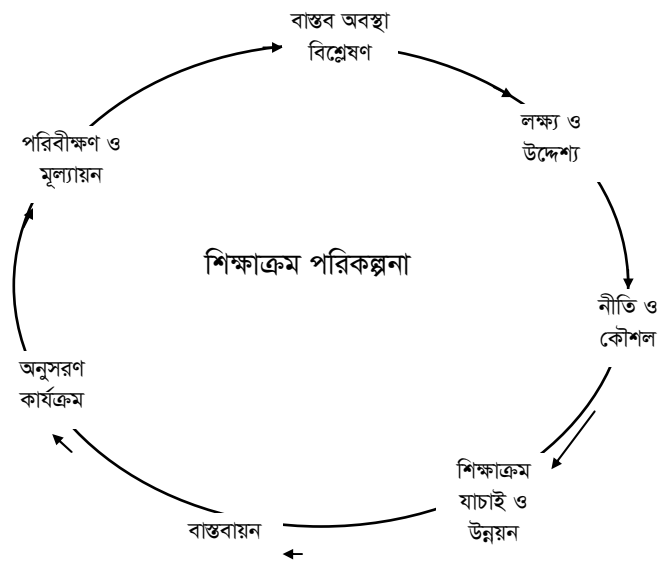 বাস্তব অবস্থা
বিশ্লেষণ
লক্ষ্য ও
উদ্দেশ্য
নীতি ও
কৌশল
শিক্ষাক্রম
যাচাই ও
উন্নয়ন
বাস্তবায়ন
অনুসরণ
কার্যক্রম
পরিবীক্ষণ ও
মূল্যায়ন
শিক্ষাক্রম পরিকল্পনা